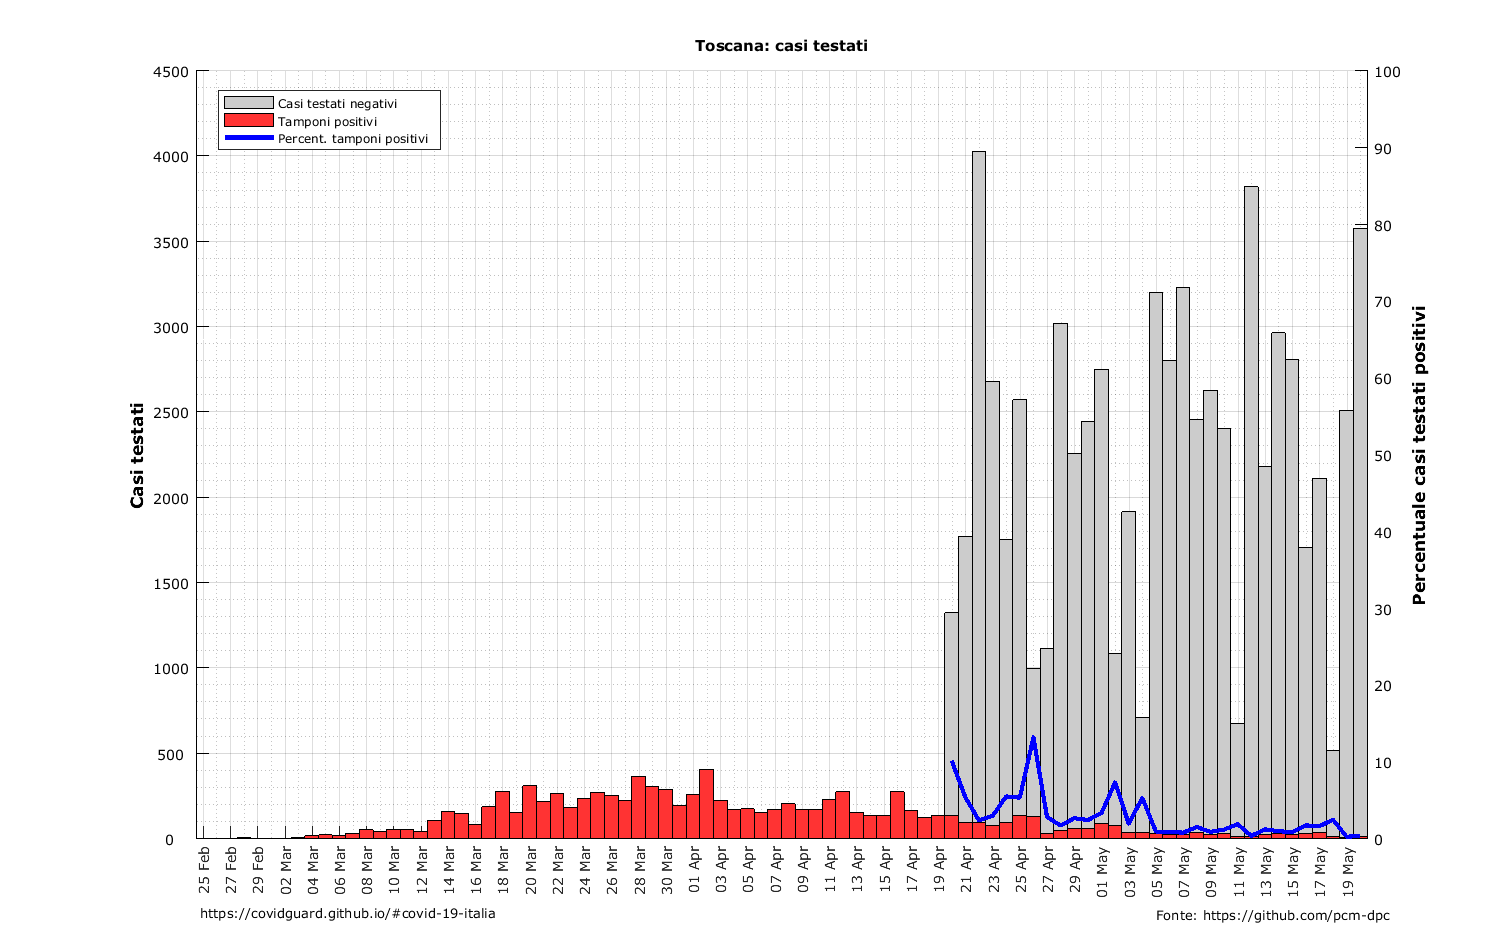 Toscana: casi testati
4500
4000
3500
3000
2500
2000
1500
1000
500
0
100
90
80
70
60
50
40
30
20
10
0
Casi testati negativi
Tamponi positivi
Percent. tamponi positivi
Casi testati
Percentuale casi testati positivi
25 Feb
27 Feb
29 Feb
02 Mar
04 Mar
06 Mar
08 Mar
10 Mar
12 Mar
14 Mar
16 Mar
18 Mar
20 Mar
22 Mar
24 Mar
26 Mar
28 Mar
30 Mar
01 Apr
03 Apr
05 Apr
07 Apr
09 Apr
11 Apr
13 Apr
15 Apr
17 Apr
19 Apr
21 Apr
23 Apr
25 Apr
27 Apr
29 Apr
01 May
03 May
05 May
07 May
09 May
11 May
13 May
15 May
17 May
19 May
https://covidguard.github.io/#covid-19-italia
Fonte: https://github.com/pcm-dpc